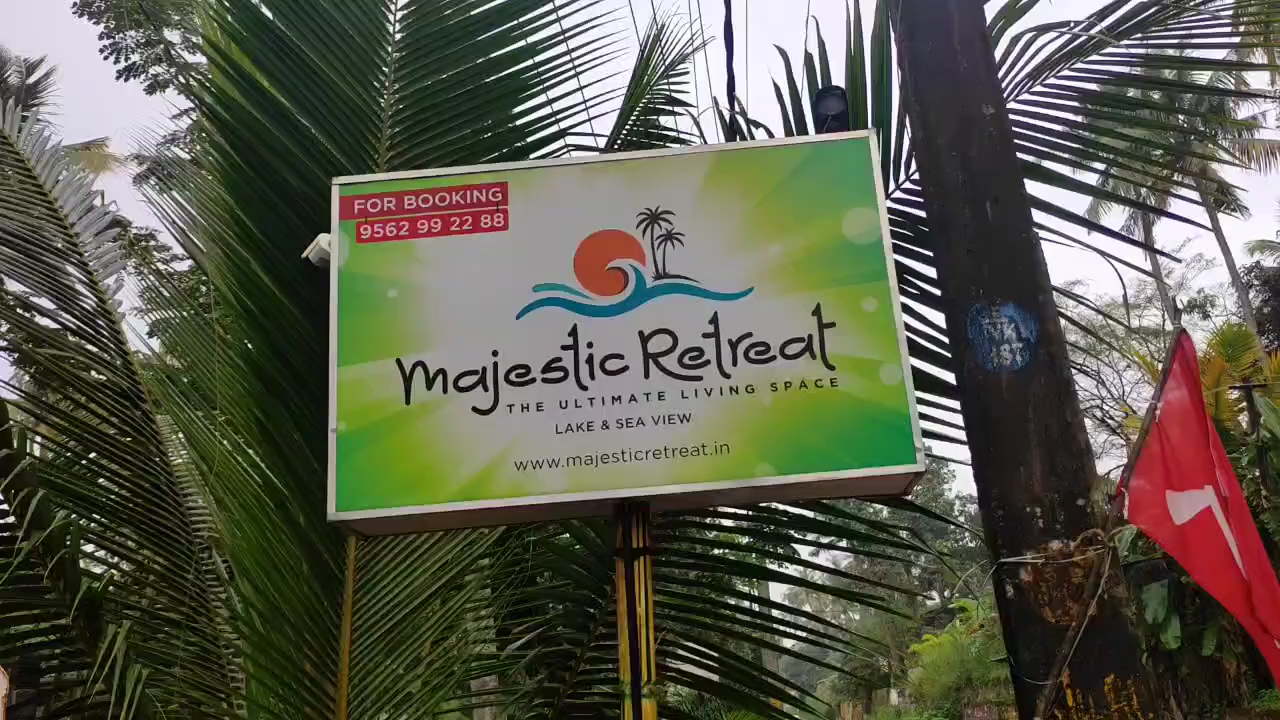 FOR BOOKING
9562 99 22 88
Majestic Retreat
THE ULTIMATE LIVING SPACE
LAKE & SEA VIEW
www.majesticretreat.in